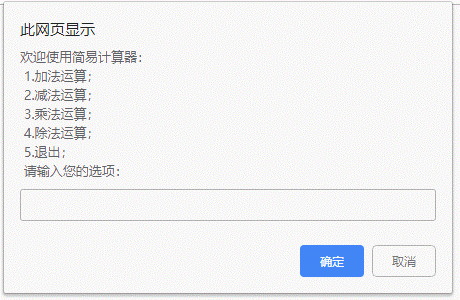 此网页显示
欢迎使用简易计算器：
1.加法运算；
2.减法运算；
3.乘法运算；
4.除法运算；
5.退出；
请输入您的选项：
确定 取消